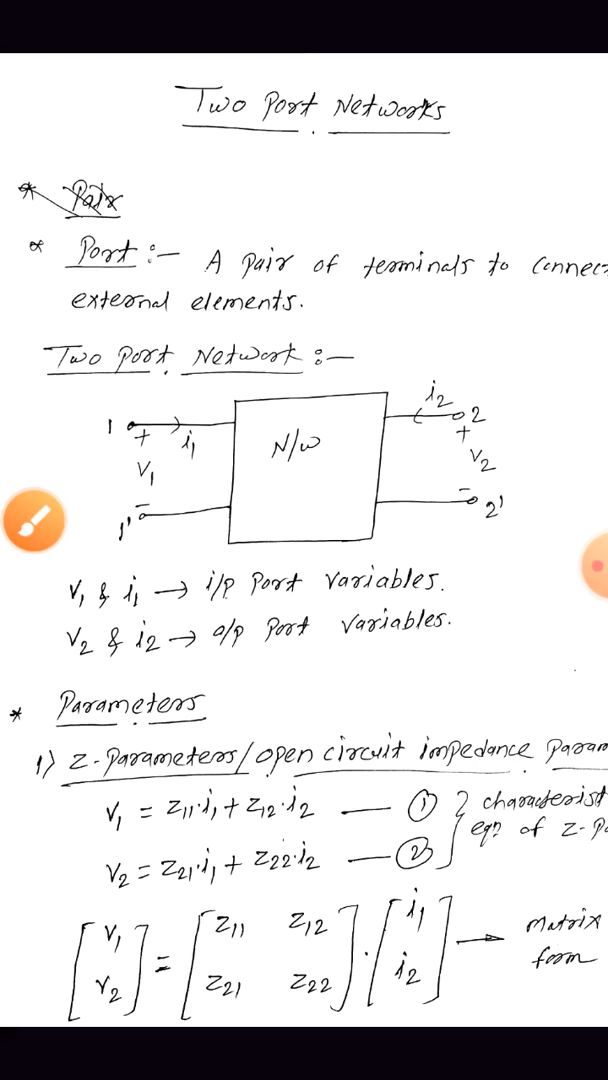 Two Port Networks
* Pair
* Port :- A pair of terminals to connect
external elements.
Two Port Network :-
1 + i1 N/W i2 2 +
V1 V2
1' - - 2'
V1 & i1 → i/p Port Variables.
V2 & i2 → o/p Port Variables.
* Parameters
1) Z-Parameters/open circuit impedance Param
V1 = Z11·i1 + Z12·i2 — ① } characterist
V2 = Z21·i1 + Z22·i2 — ② eqn of Z-Pa
[V1 V2] = [Z11 Z12 Z21 Z22] · [i1 i2] → Matrix
form